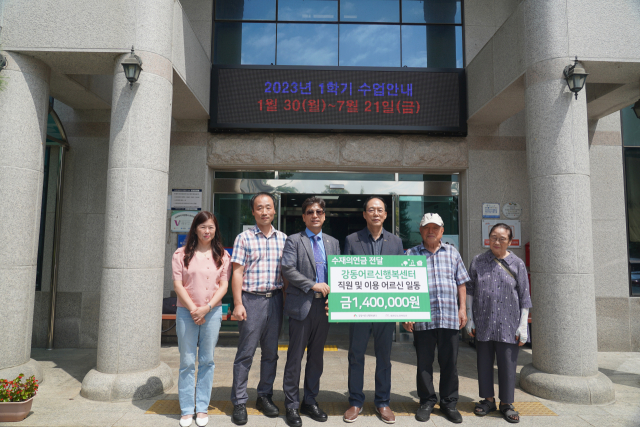 2023년 1학기 수업안내
1월 30(월)~7월 21일(금)
수재의연금 전달
강동어르신행복센터
직원 및 이용 어르신 일동
금1,400,000원